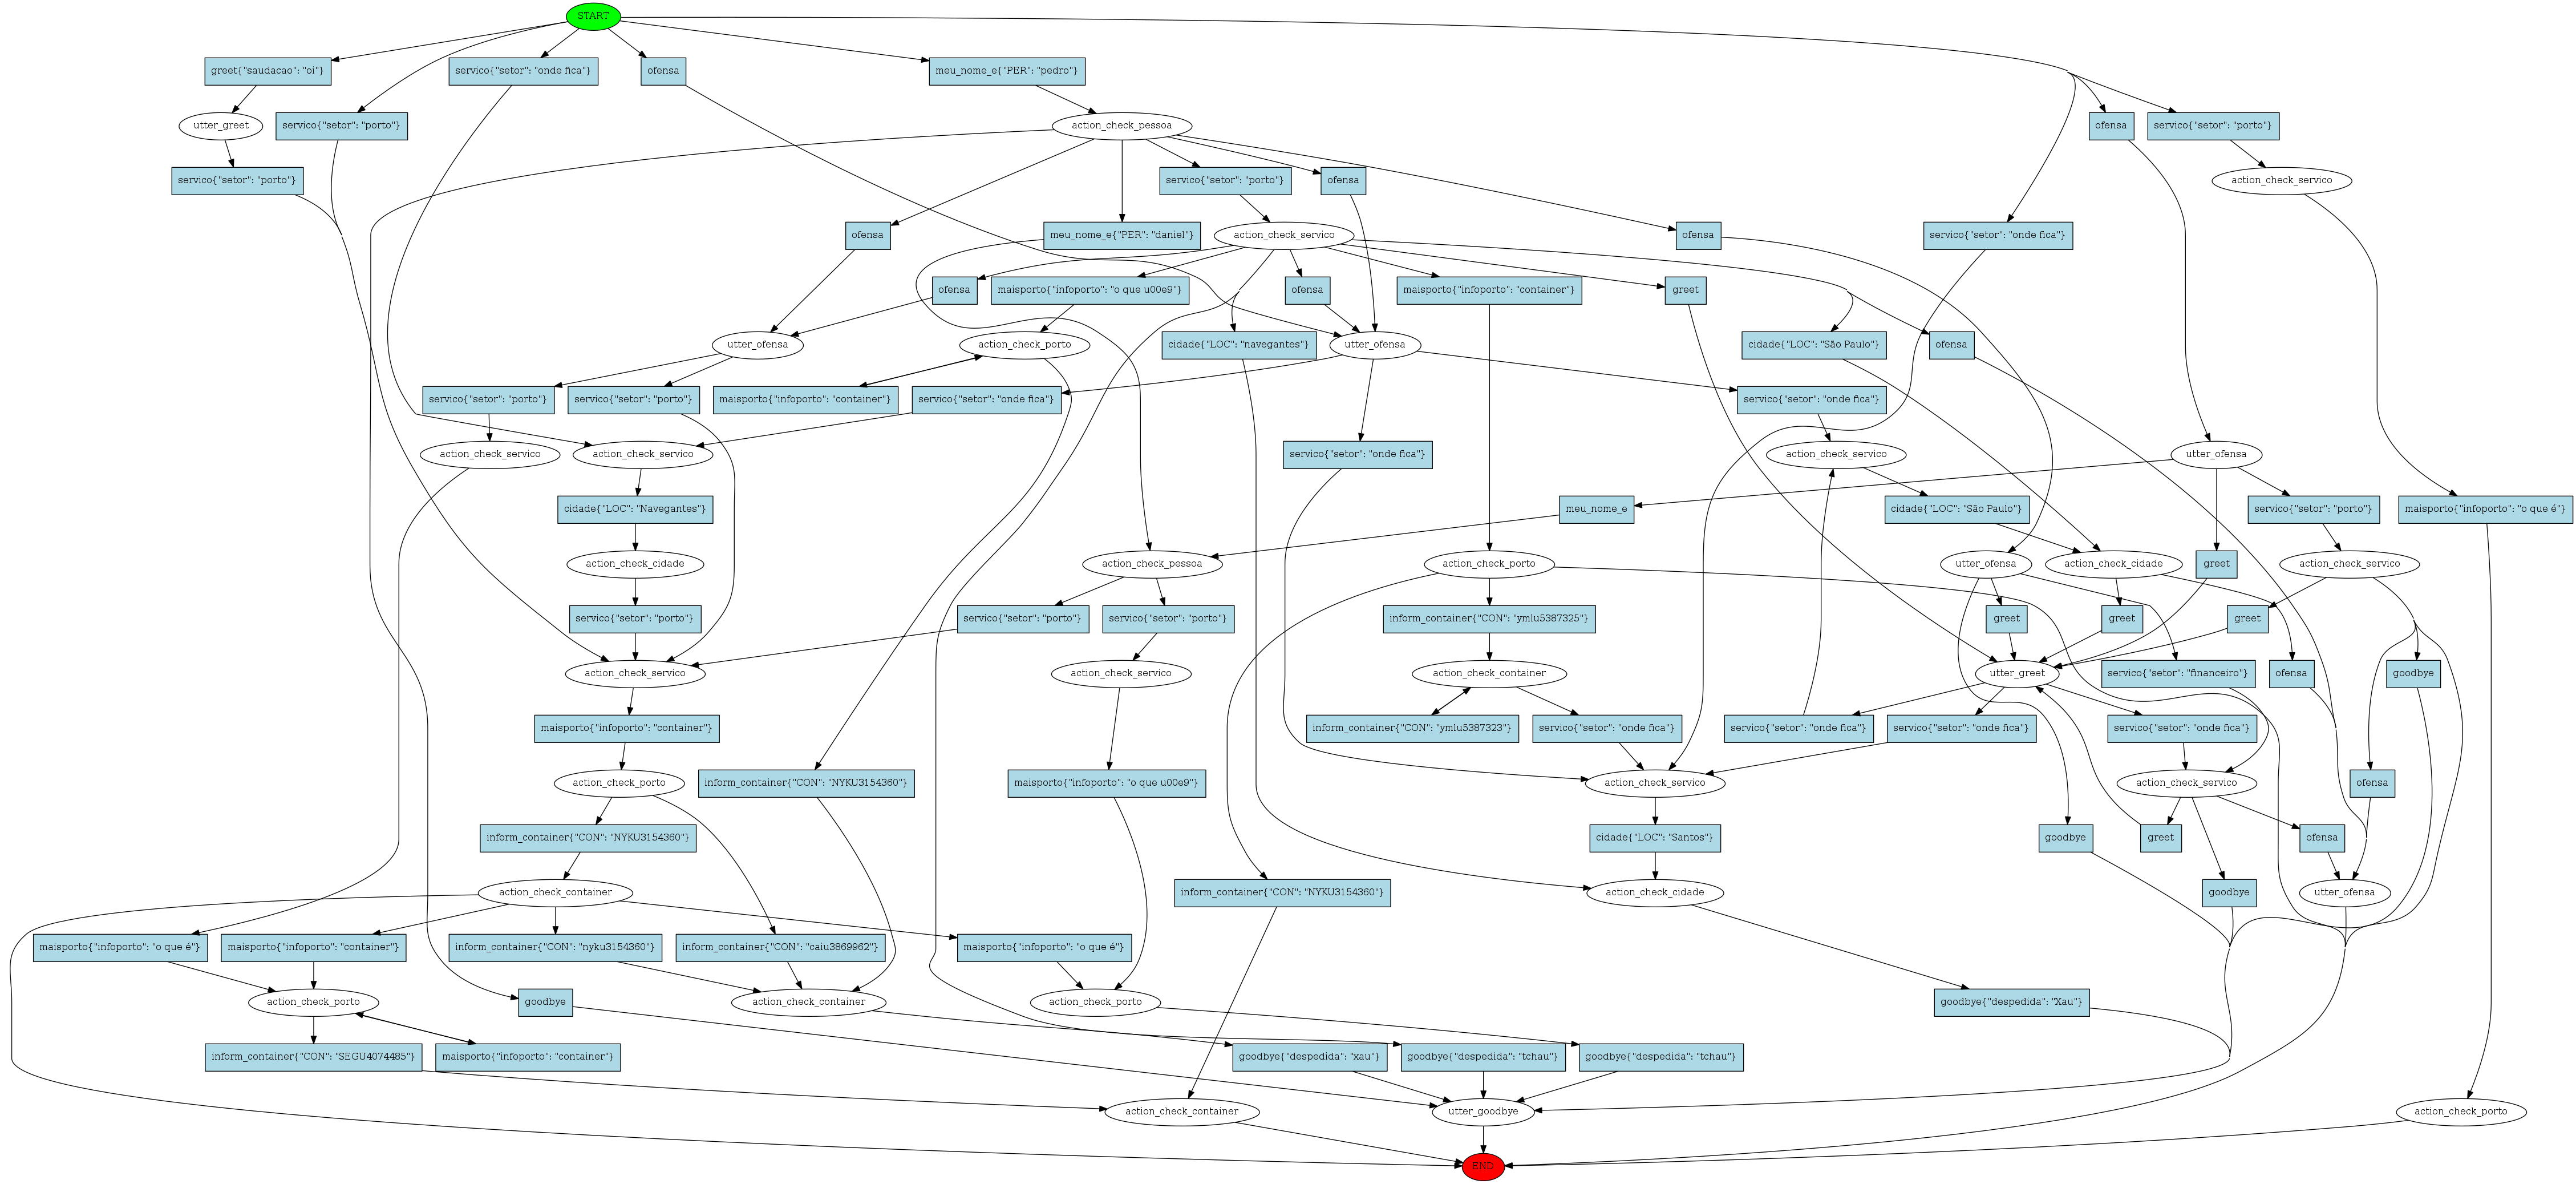 START
greet{"saudacao": "oi"}
servico{"setor": "onde fica"}
ofensa
meu_nome_e{"PER": "pedro"}
utter_greet
servico{"setor": "porto"}
action_check_pessoa
ofensa
servico{"setor": "porto"}
servico{"setor": "porto"}
servico{"setor": "porto"}
ofensa
action_check_servico
ofensa
meu_nome_e{"PER": "daniel"}
action_check_servico
ofensa
servico{"setor": "onde fica"}
ofensa
maisporto{"infoporto": "o que u00e9"}
ofensa
maisporto{"infoporto": "container"}
greet
utter_ofensa
action_check_porto
cidade{"LOC": "navegantes"}
utter_ofensa
cidade{"LOC": "São Paulo"}
ofensa
servico{"setor": "porto"}
servico{"setor": "porto"}
maisporto{"infoporto": "container"}
servico{"setor": "onde fica"}
servico{"setor": "onde fica"}
action_check_servico
action_check_servico
servico{"setor": "onde fica"}
action_check_servico
utter_ofensa
cidade{"LOC": "Navegantes"}
meu_nome_e
cidade{"LOC": "São Paulo"}
servico{"setor": "porto"}
maisporto{"infoporto": "o que é"}
action_check_cidade
action_check_pessoa
action_check_porto
utter_ofensa
action_check_cidade
greet
action_check_servico
servico{"setor": "porto"}
servico{"setor": "porto"}
servico{"setor": "porto"}
inform_container{"CON": "ymlu5387325"}
greet
greet
greet
action_check_servico
action_check_servico
action_check_container
utter_greet
servico{"setor": "financeiro"}
ofensa
goodbye
maisporto{"infoporto": "container"}
inform_container{"CON": "ymlu5387323"}
servico{"setor": "onde fica"}
servico{"setor": "onde fica"}
servico{"setor": "onde fica"}
servico{"setor": "onde fica"}
action_check_porto
inform_container{"CON": "NYKU3154360"}
maisporto{"infoporto": "o que u00e9"}
action_check_servico
action_check_servico
ofensa
inform_container{"CON": "NYKU3154360"}
cidade{"LOC": "Santos"}
goodbye
greet
ofensa
action_check_container
inform_container{"CON": "NYKU3154360"}
action_check_cidade
goodbye
utter_ofensa
maisporto{"infoporto": "o que é"}
maisporto{"infoporto": "container"}
inform_container{"CON": "nyku3154360"}
inform_container{"CON": "caiu3869962"}
maisporto{"infoporto": "o que é"}
action_check_porto
goodbye
action_check_container
action_check_porto
goodbye{"despedida": "Xau"}
inform_container{"CON": "SEGU4074485"}
maisporto{"infoporto": "container"}
goodbye{"despedida": "xau"}
goodbye{"despedida": "tchau"}
goodbye{"despedida": "tchau"}
action_check_container
utter_goodbye
action_check_porto
END